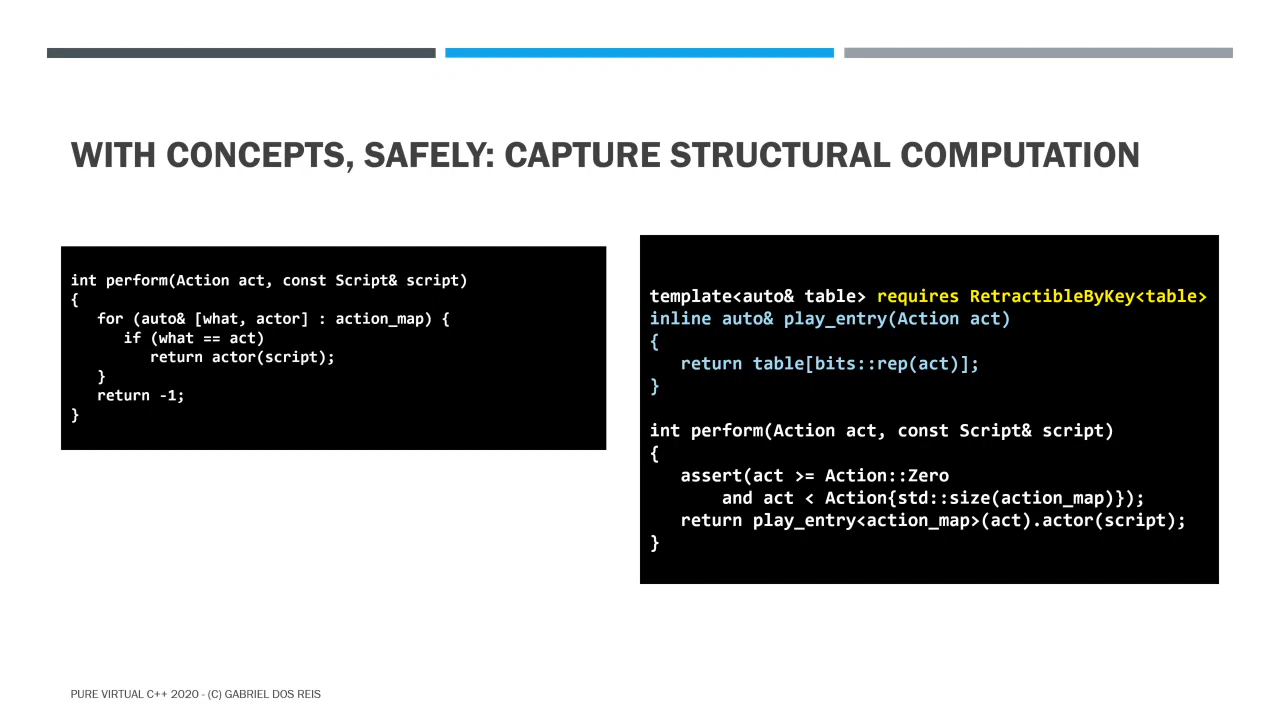 WITH CONCEPTS, SAFELY: CAPTURE STRUCTURAL COMPUTATION
int perform(Action act, const Script& script)
{
   for (auto& [what, actor] : action_map) {
      if (what == act)
         return actor(script);
   }
   return -1;
}
template<auto& table> requires RetractibleByKey<table>
inline auto& play_entry(Action act)
{
   return table[bits::rep(act)];
}
int perform(Action act, const Script& script)
{
   assert(act >= Action::Zero
       and act < Action{std::size(action_map)});
   return play_entry<action_map>(act).actor(script);
}
PURE VIRTUAL C++ 2020 - (C) GABRIEL DOS REIS